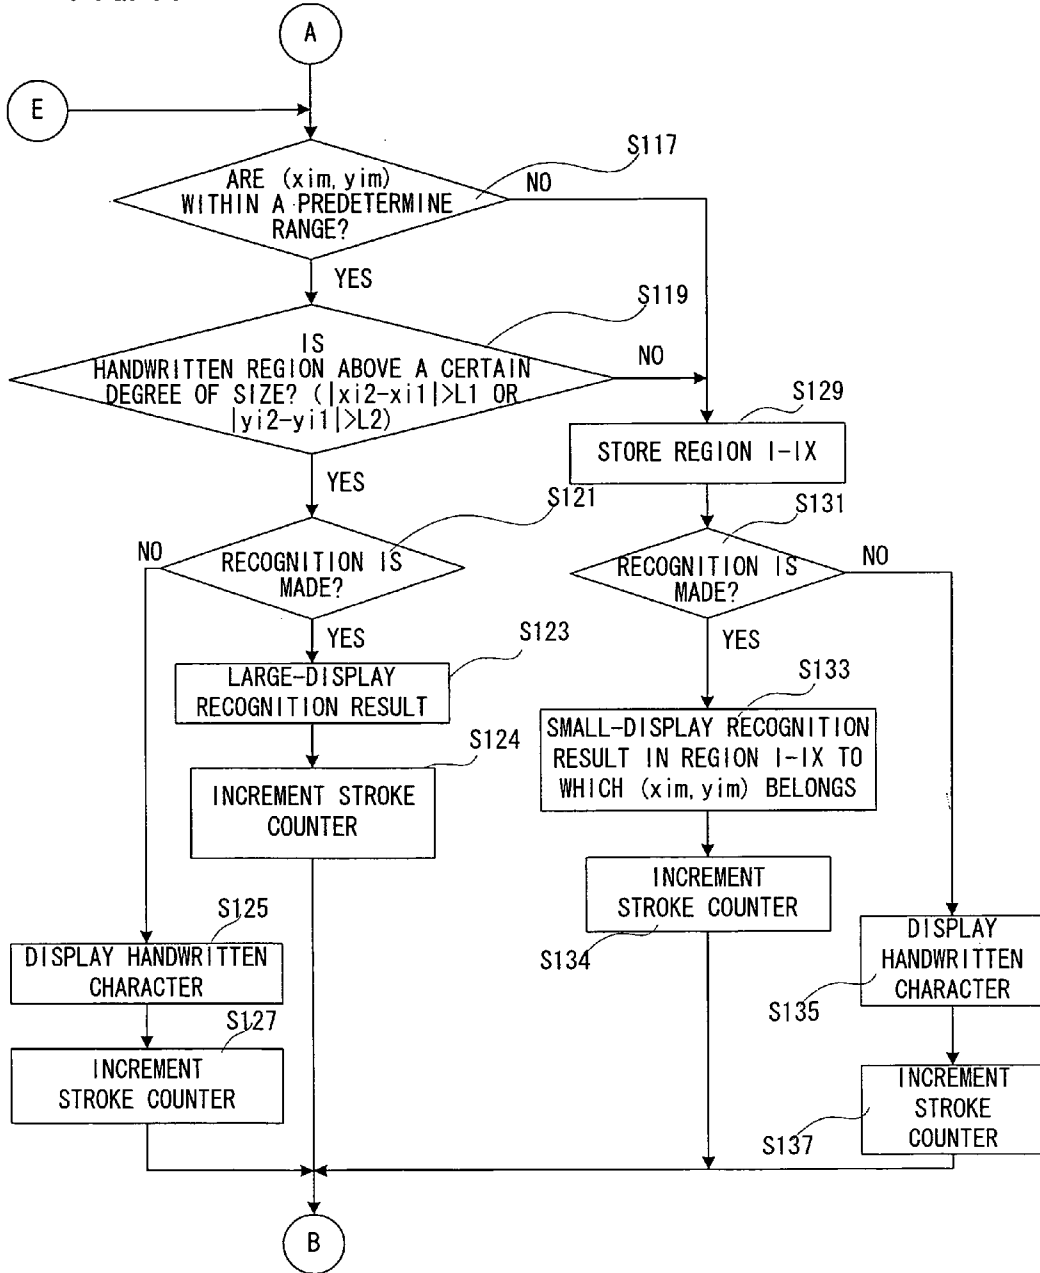 A
E
S117
ARE (xim, yim)
WITHIN A PREDETERMINE
RANGE?
NO
YES
S119
IS
HANDWRITTEN REGION ABOVE A CERTAIN
DEGREE OF SIZE? (|xi2-xi1|>L1 OR
|yi2-yi1|>L2)
NO
YES
S129
STORE REGION I-IX
S121
RECOGNITION IS
MADE?
NO
YES
S131
RECOGNITION IS
MADE?
NO
YES
S123
LARGE-DISPLAY
RECOGNITION RESULT
S133
SMALL-DISPLAY RECOGNITION
RESULT IN REGION I-IX TO
WHICH (xim, yim) BELONGS
S124
INCREMENT STROKE
COUNTER
INCREMENT
STROKE COUNTER
S134
S125
DISPLAY HANDWRITTEN
CHARACTER
DISPLAY
HANDWRITTEN
CHARACTER
S135
S127
INCREMENT
STROKE COUNTER
INCREMENT
STROKE
COUNTER
S137
B